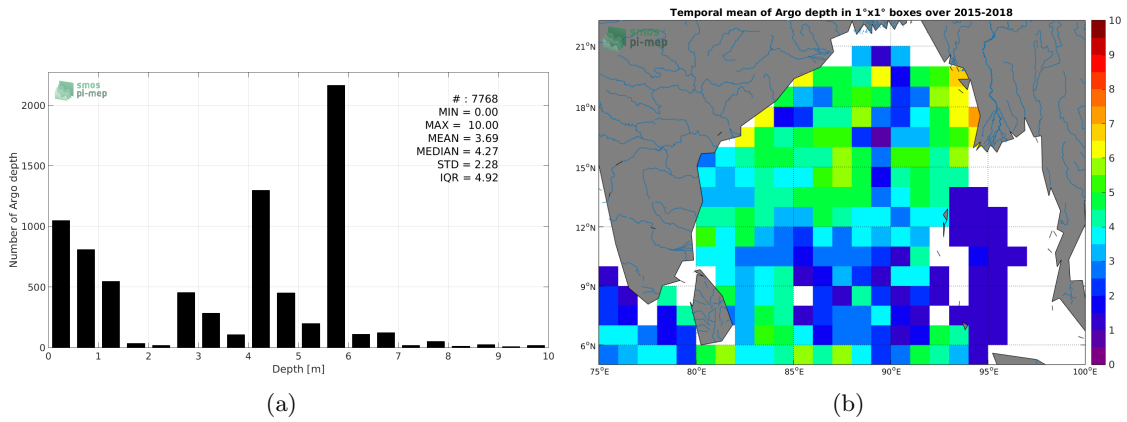 smos
pi-mep
# : 7768
MIN = 0.00
MAX = 10.00
MEAN = 3.69
MEDIAN = 4.27
STD = 2.28
IQR = 4.92
Number of Argo depth
2000
1500
1000
500
0
0 1 2 3 4 5 6 7 8 9 10
Depth [m]
(a)
Temporal mean of Argo depth in 1°x1° boxes over 2015-2018
smos
pi-mep
21°N
18°N
15°N
12°N
9°N
6°N
75°E 80°E 85°E 90°E 95°E 100°E
10
9
8
7
6
5
4
3
2
1
0
(b)